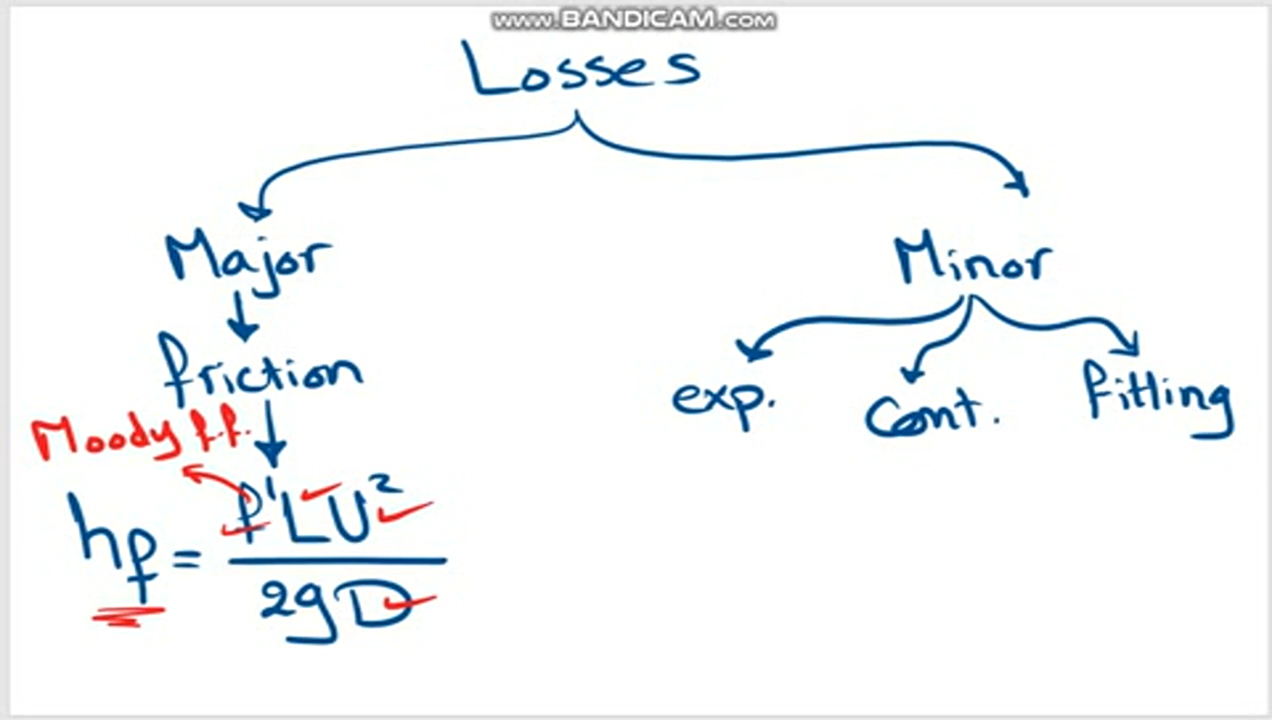 www.BANDICAM.com
Losses
Major
Minor
friction
exp.
Cont.
fitting
Moody f.f.
hf = f'LU²
2gD